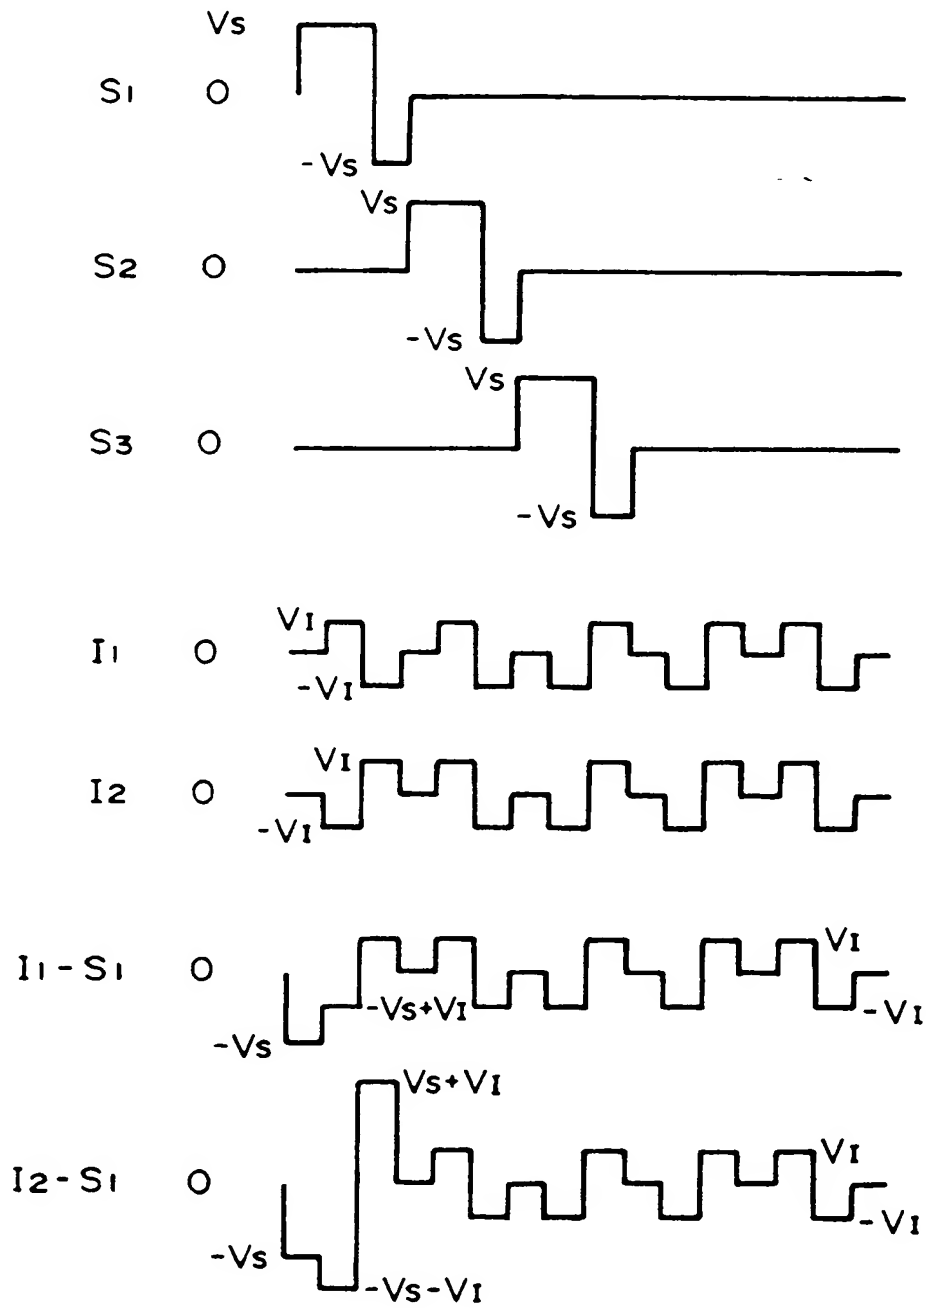 Vs
S1 O
-Vs
Vs
S2 O
-Vs
Vs
S3 O
-Vs
VI
I1 O
-VI
VI
I2 O
-VI
I1-S1 O
VI
-Vs+VI
-VI
-Vs
Vs+VI
I2-S1 O
VI
-VI
-Vs
-Vs-VI